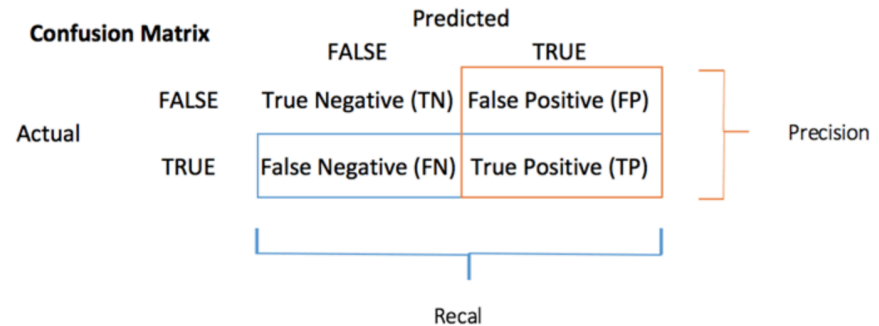 Predicted
Confusion Matrix
FALSE TRUE
FALSE True Negative (TN) False Positive (FP)
Actual Precision
TRUE False Negative (FN) True Positive (TP)
Recal